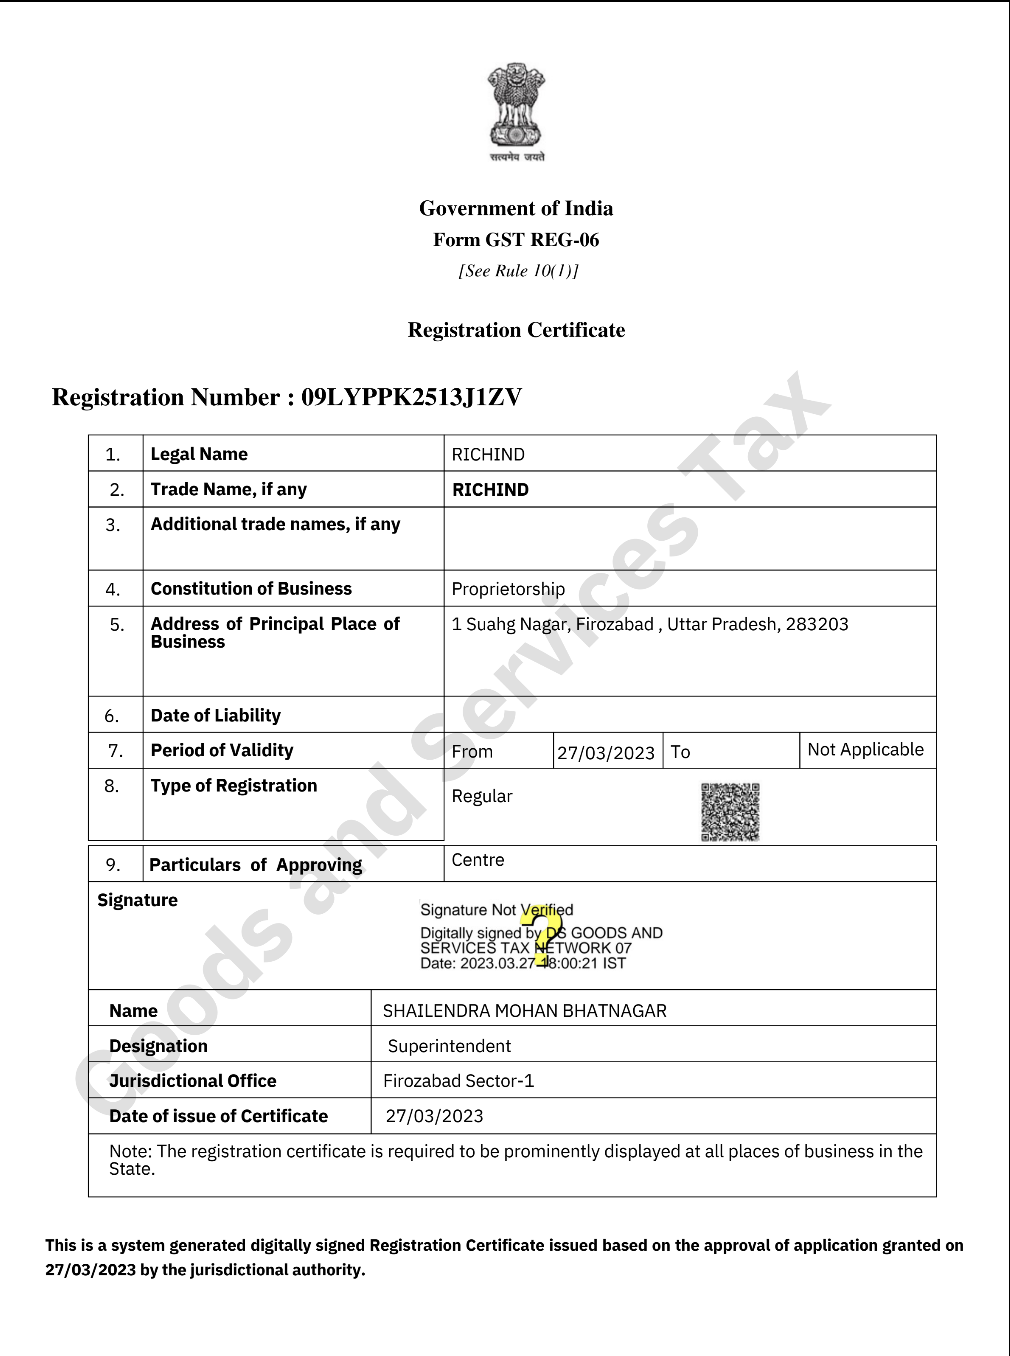 सत्यमेव जयते
Government of India
Form GST REG-06
[See Rule 10(1)]
Registration Certificate
Registration Number : 09LYPPK2513J1ZV
1. Legal Name RICHIND
2. Trade Name, if any RICHIND
3. Additional trade names, if any
4. Constitution of Business Proprietorship
5. Address of Principal Place of 1 Suahg Nagar, Firozabad , Uttar Pradesh, 283203
Business
6. Date of Liability
7. Period of Validity From 27/03/2023 To Not Applicable
8. Type of Registration
Regular
9. Particulars of Approving Centre
Signature
Signature Not Verified
Digitally signed by DS GOODS AND
SERVICES TAX NETWORK 07
Date: 2023.03.27 18:00:21 IST
?
Name SHAILENDRA MOHAN BHATNAGAR
Designation Superintendent
Jurisdictional Office Firozabad Sector-1
Date of issue of Certificate 27/03/2023
Note: The registration certificate is required to be prominently displayed at all places of business in the
State.
This is a system generated digitally signed Registration Certificate issued based on the approval of application granted on
27/03/2023 by the jurisdictional authority.
Goods and Services Tax